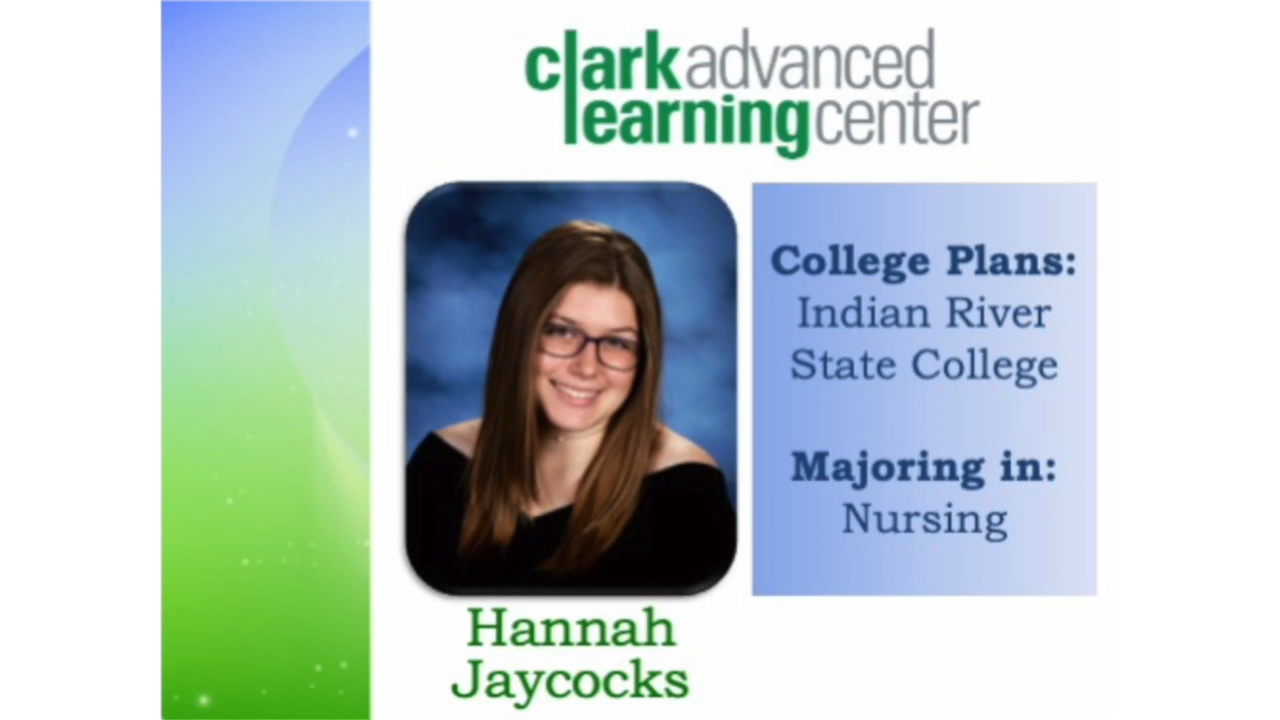 clark advanced
learning center
College Plans:
Indian River
State College
Majoring in:
Nursing
Hannah
Jaycocks